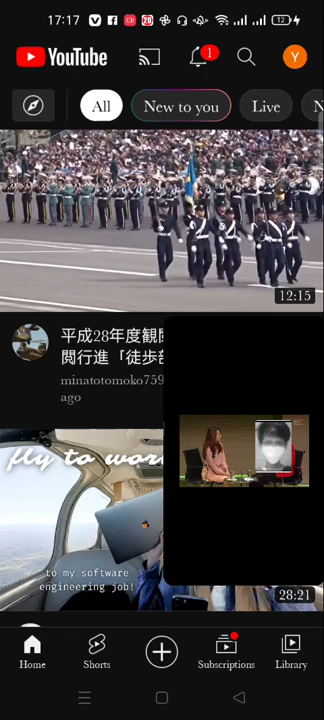 17:17
20
12
YouTube
1
Y
All
New to you
Live
N
12:15
平成28年度観
閲行進「徒歩
minatotomoko759
ago
fly to wor
to my software
engineering job!
28:21
Home
Shorts
Subscriptions
Library